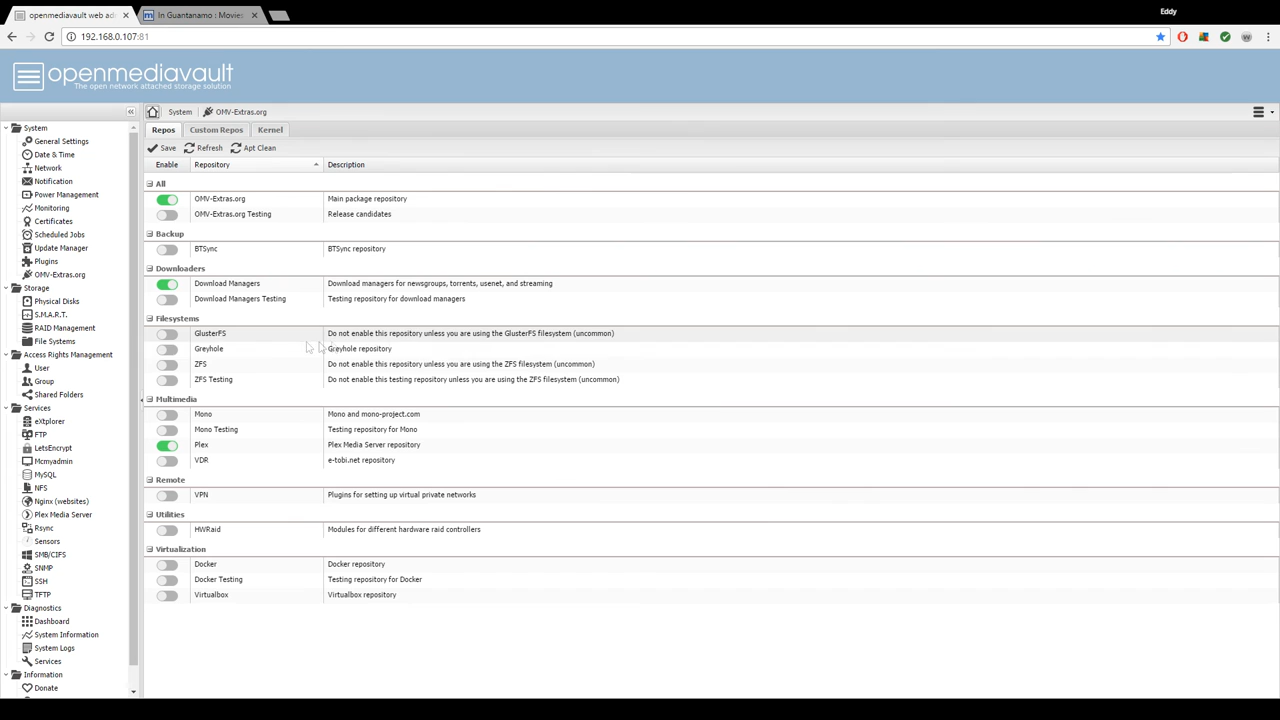 openmediavault web ad
In Guantanamo : Movies
Eddy
192.168.0.107:81
openmediavault
The open network attached storage solution
System
OMV-Extras.org
Repos
Custom Repos
Kernel
Save
Refresh
Apt Clean
Enable
Repository
Description
All
OMV-Extras.org
Main package repository
OMV-Extras.org Testing
Release candidates
Backup
BTSync
BTSync repository
Downloaders
Download Managers
Download managers for newsgroups, torrents, usenet, and streaming
Download Managers Testing
Testing repository for download managers
Filesystems
GlusterFS
Do not enable this repository unless you are using the GlusterFS filesystem (uncommon)
Greyhole
Greyhole repository
ZFS
Do not enable this repository unless you are using the ZFS filesystem (uncommon)
ZFS Testing
Do not enable this testing repository unless you are using the ZFS filesystem (uncommon)
Multimedia
Mono
Mono and mono-project.com
Mono Testing
Testing repository for Mono
Plex
Plex Media Server repository
VDR
e-tobi.net repository
Remote
VPN
Plugins for setting up virtual private networks
Utilities
HWRaid
Modules for different hardware raid controllers
Virtualization
Docker
Docker repository
Docker Testing
Testing repository for Docker
Virtualbox
Virtualbox repository
System
General Settings
Date & Time
Network
Notification
Power Management
Monitoring
Certificates
Scheduled Jobs
Update Manager
Plugins
OMV-Extras.org
Storage
Physical Disks
S.M.A.R.T.
RAID Management
File Systems
Access Rights Management
User
Group
Shared Folders
Services
eXtplorer
FTP
LetsEncrypt
Mcmyadmin
MySQL
NFS
Nginx (websites)
Plex Media Server
Rsync
Sensors
SMB/CIFS
SNMP
SSH
TFTP
Diagnostics
Dashboard
System Information
System Logs
Services
Information
Donate
Plex